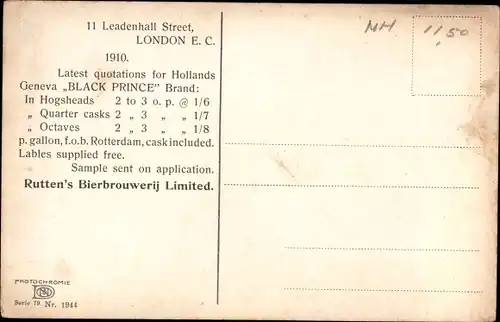 11 Leadenhall Street,
LONDON E. C.
1910.
Latest quotations for Hollands
Geneva „BLACK PRINCE" Brand:
In Hogsheads 2 to 3 o. p. @ 1/6
„ Quarter casks 2 „ 3 „ „ 1/7
„ Octaves 2 „ 3 „ „ 1/8
p. gallon, f.o.b. Rotterdam, cask included.
Lables supplied free.
Sample sent on application.
Rutten's Bierbrouwerij Limited.
MH 1150
PHOTOCHROMIE
Serie 79 Nr. 1944